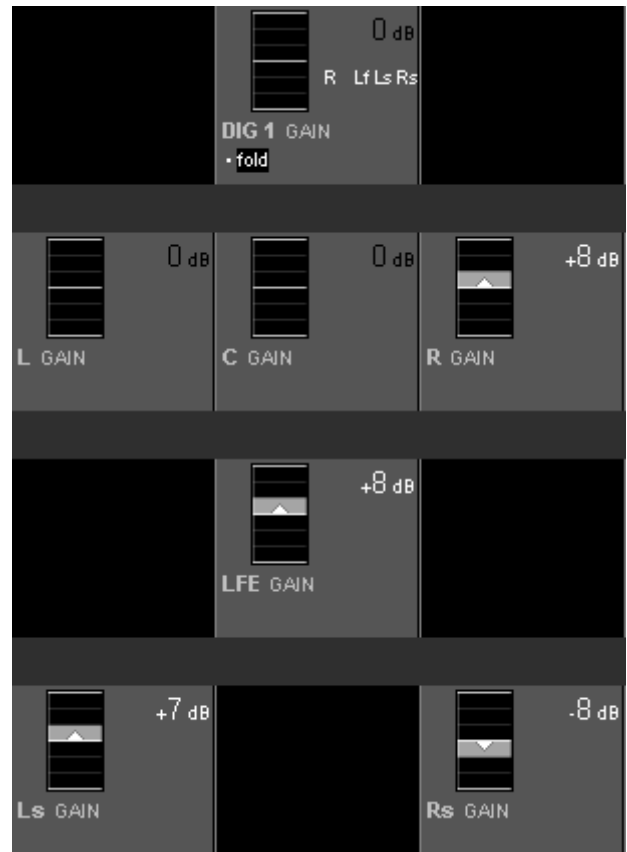 0 dB
R Lf Ls Rs
DIG 1 GAIN
• fold
0 dB
L GAIN
0 dB
C GAIN
+8 dB
R GAIN
+8 dB
LFE GAIN
+7 dB
Ls GAIN
-8 dB
Rs GAIN